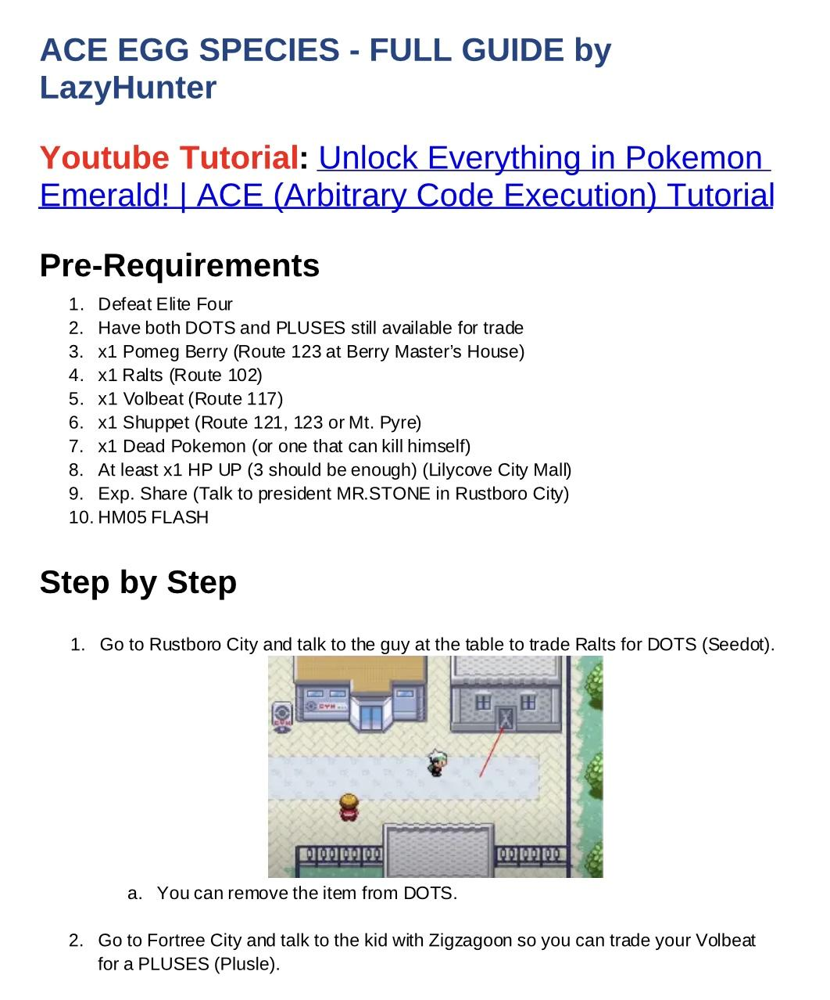 ACE EGG SPECIES - FULL GUIDE by
LazyHunter
Youtube Tutorial: Unlock Everything in Pokemon
Emerald! | ACE (Arbitrary Code Execution) Tutorial
Pre-Requirements
1. Defeat Elite Four
2. Have both DOTS and PLUSES still available for trade
3. x1 Pomeg Berry (Route 123 at Berry Master’s House)
4. x1 Ralts (Route 102)
5. x1 Volbeat (Route 117)
6. x1 Shuppet (Route 121, 123 or Mt. Pyre)
7. x1 Dead Pokemon (or one that can kill himself)
8. At least x1 HP UP (3 should be enough) (Lilycove City Mall)
9. Exp. Share (Talk to president MR.STONE in Rustboro City)
10. HM05 FLASH
Step by Step
1. Go to Rustboro City and talk to the guy at the table to trade Ralts for DOTS (Seedot).
GYM
GYM
a. You can remove the item from DOTS.
2. Go to Fortree City and talk to the kid with Zigzagoon so you can trade your Volbeat
for a PLUSES (Plusle).